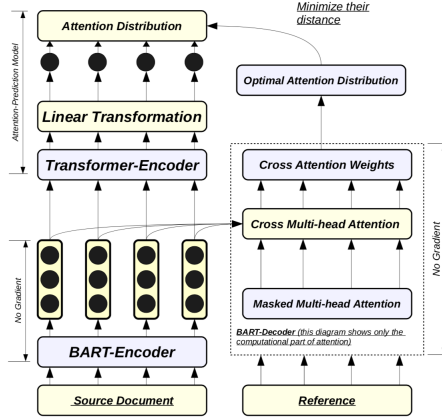 Minimize their
distance
Attention Distribution
Optimal Attention Distribution
Attention-Prediction Model
Linear Transformation
Transformer-Encoder
Cross Attention Weights
Cross Multi-head Attention
No Gradient
No Gradient
Masked Multi-head Attention
BART-Decoder (this diagram shows only the
computational part of attention)
BART-Encoder
Source Document
Reference